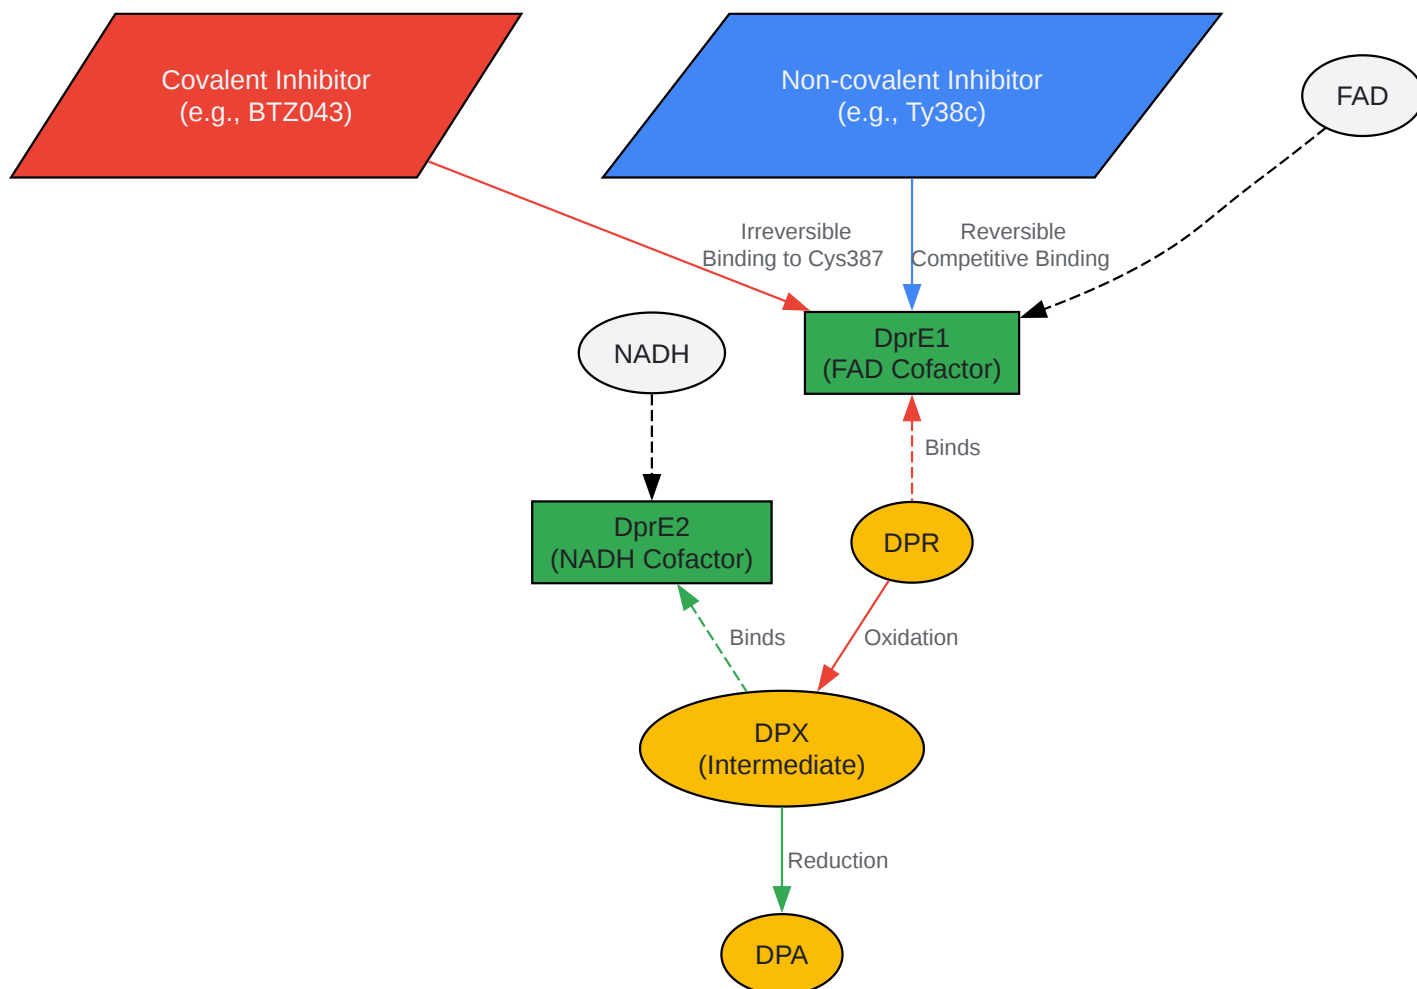 Covalent Inhibitor
(e.g., BTZ043)
Non-covalent Inhibitor
(e.g., Ty38c)
FAD
Irreversible
Binding to Cys387
Reversible
Competitive Binding
NADH
DprE1
(FAD Cofactor)
Binds
DprE2
(NADH Cofactor)
DPR
Binds
Oxidation
DPX
(Intermediate)
Reduction
DPA